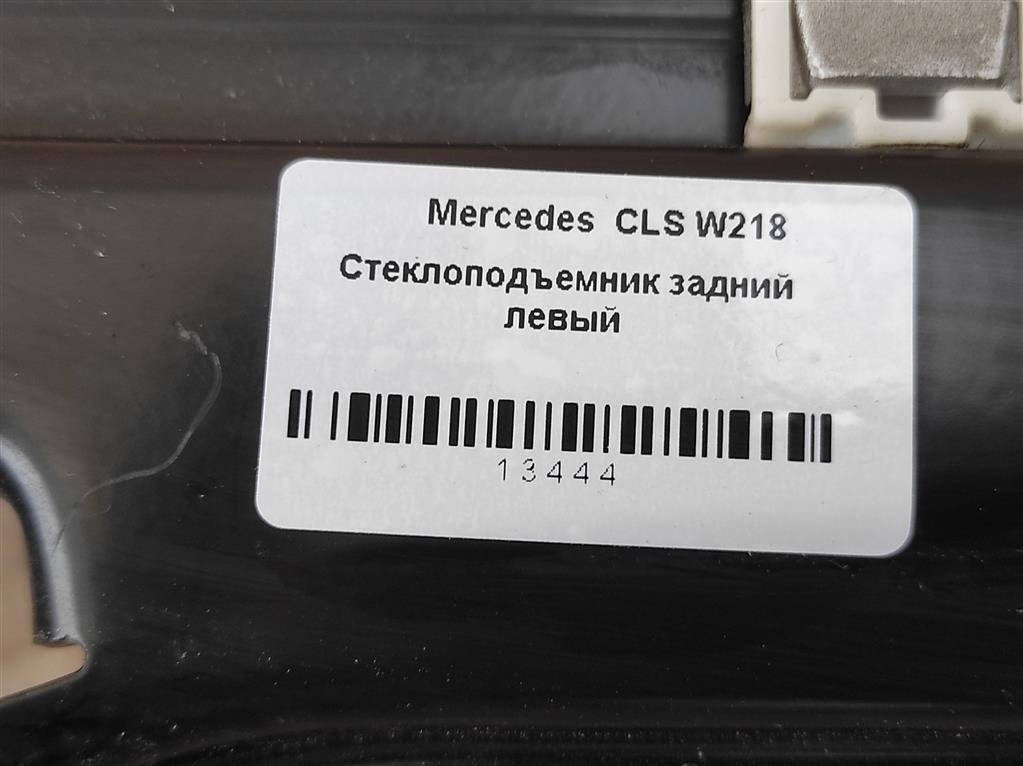 Mercedes CLS W218
Стеклоподъемник задний
левый
13444